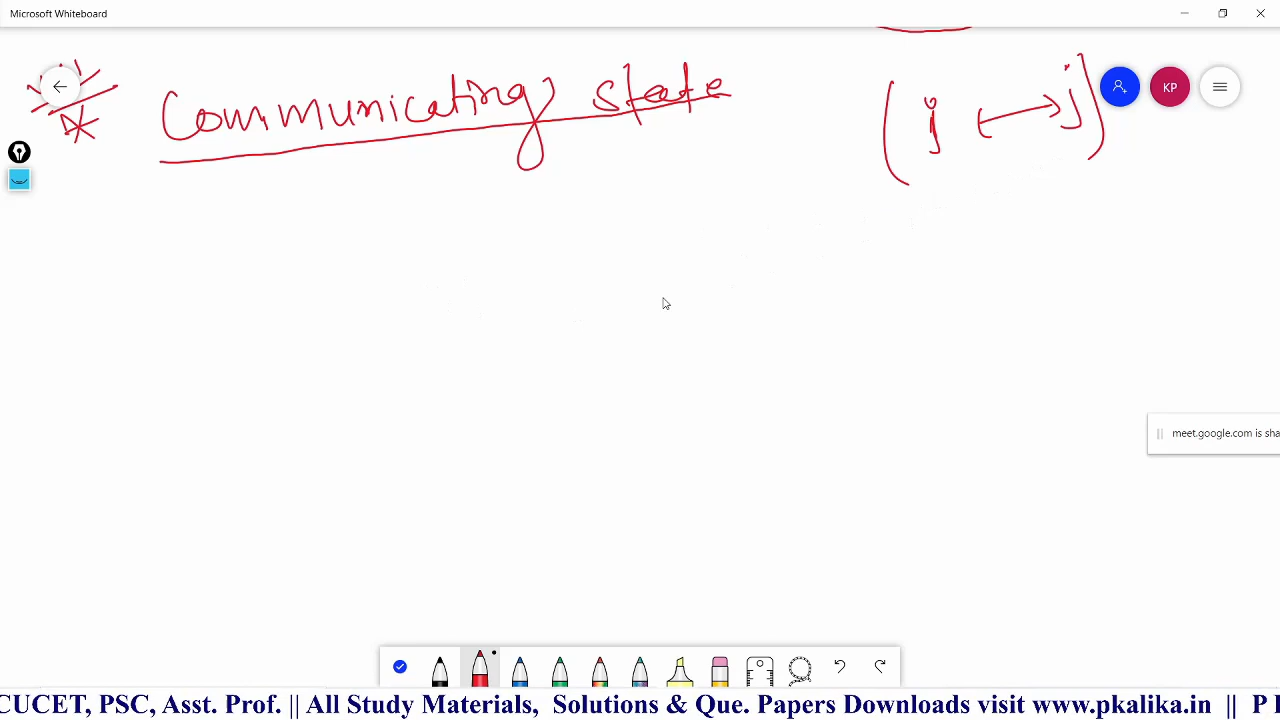 Microsoft Whiteboard
Communicating state (i ↔ j)
KP
meet.google.com is sha
CUCET, PSC, Asst. Prof. || All Study Materials, Solutions & Que. Papers Downloads visit www.pkalika.in || P